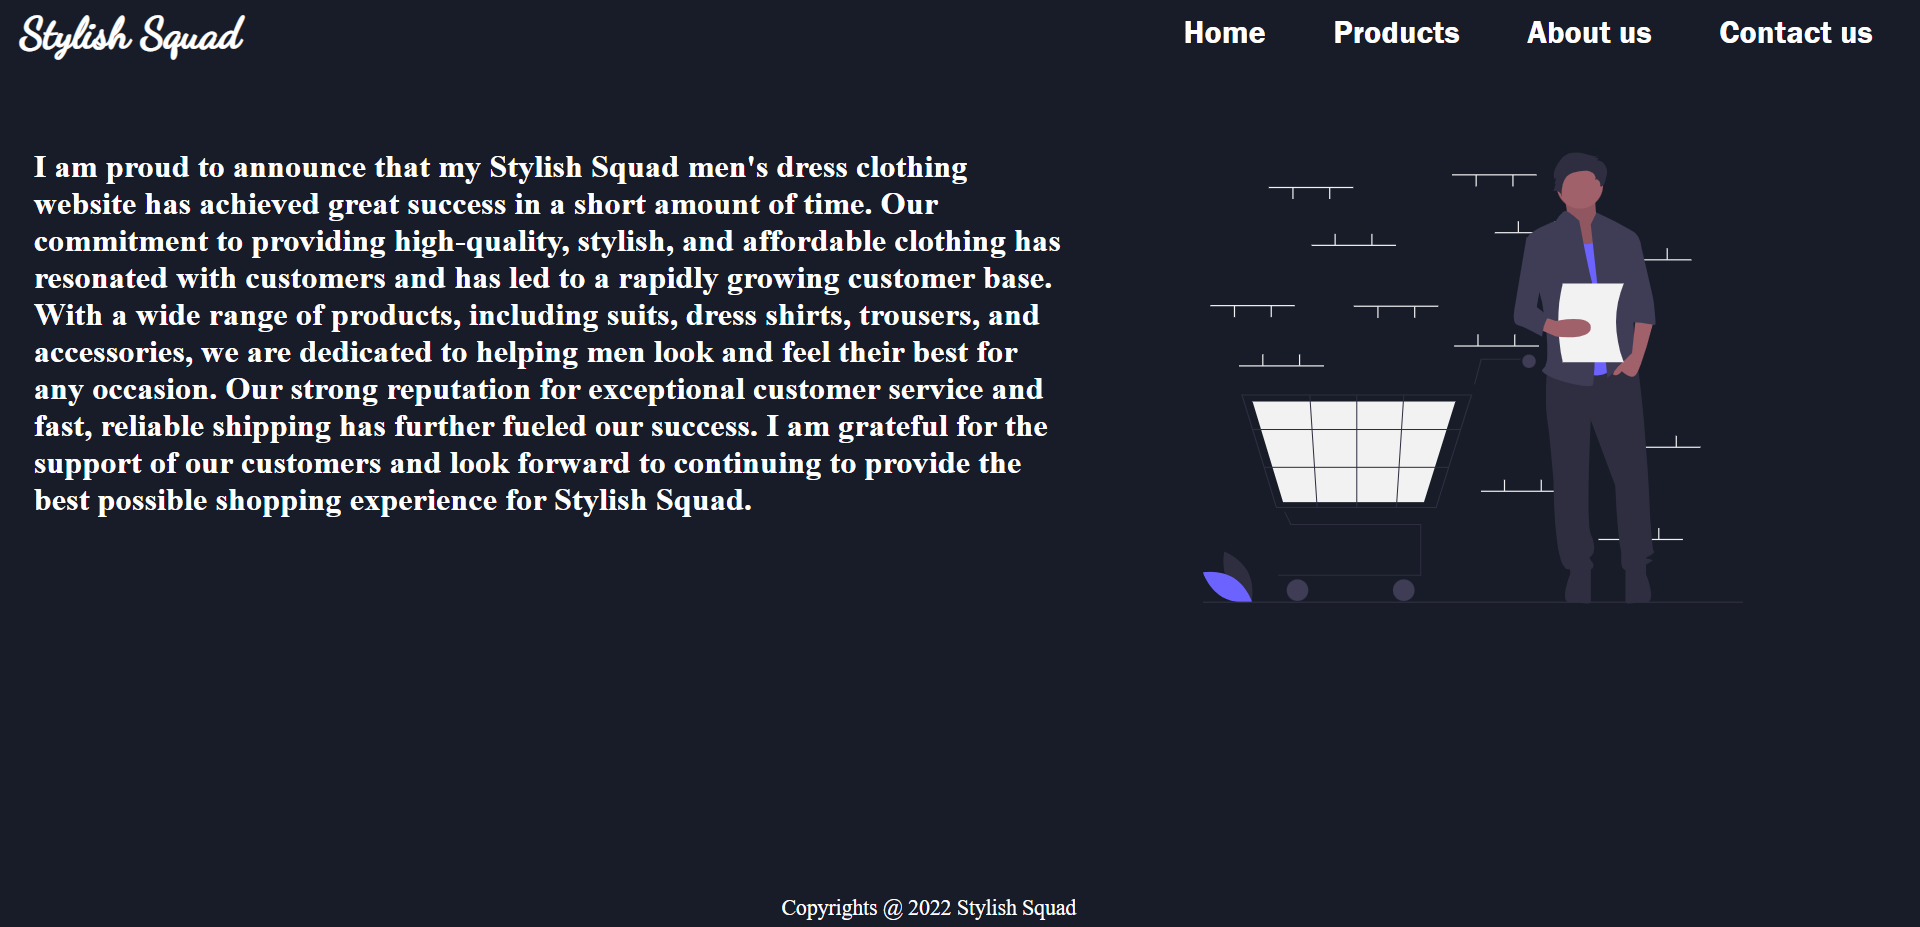 Stylish Squad
Home Products About us Contact us
I am proud to announce that my Stylish Squad men's dress clothing
website has achieved great success in a short amount of time. Our
commitment to providing high-quality, stylish, and affordable clothing has
resonated with customers and has led to a rapidly growing customer base.
With a wide range of products, including suits, dress shirts, trousers, and
accessories, we are dedicated to helping men look and feel their best for
any occasion. Our strong reputation for exceptional customer service and
fast, reliable shipping has further fueled our success. I am grateful for the
support of our customers and look forward to continuing to provide the
best possible shopping experience for Stylish Squad.
Copyrights @ 2022 Stylish Squad